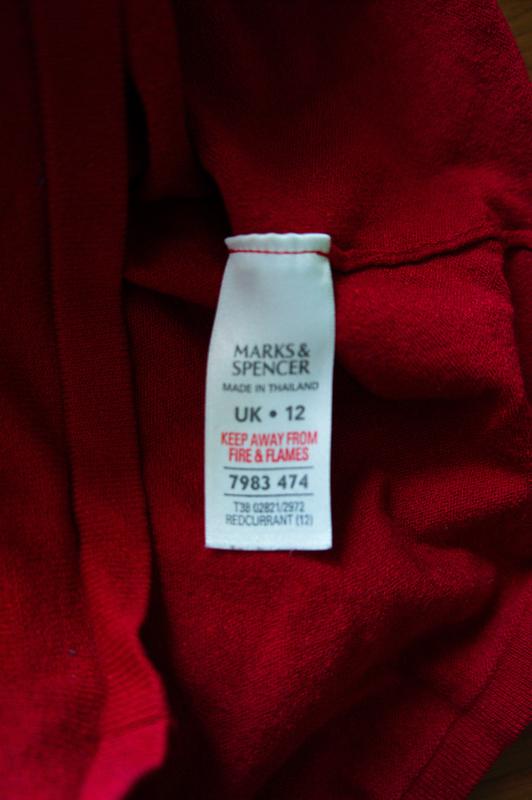 MARKS &
SPENCER
MADE IN THAILAND
UK • 12
KEEP AWAY FROM
FIRE & FLAMES
7983 474
T38 02821/2972
REDCURRANT (12)